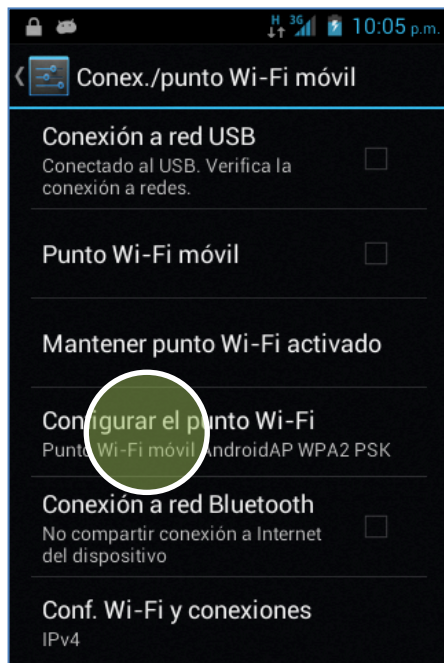 H 3G 10:05 p.m.
Conex./punto Wi-Fi móvil
Conexión a red USB
Conectado al USB. Verifica la
conexión a redes.
Punto Wi-Fi móvil
Mantener punto Wi-Fi activado
Configurar el punto Wi-Fi
Punto Wi-Fi móvil AndroidAP WPA2 PSK
Conexión a red Bluetooth
No compartir conexión a Internet
del dispositivo
Conf. Wi-Fi y conexiones
IPv4